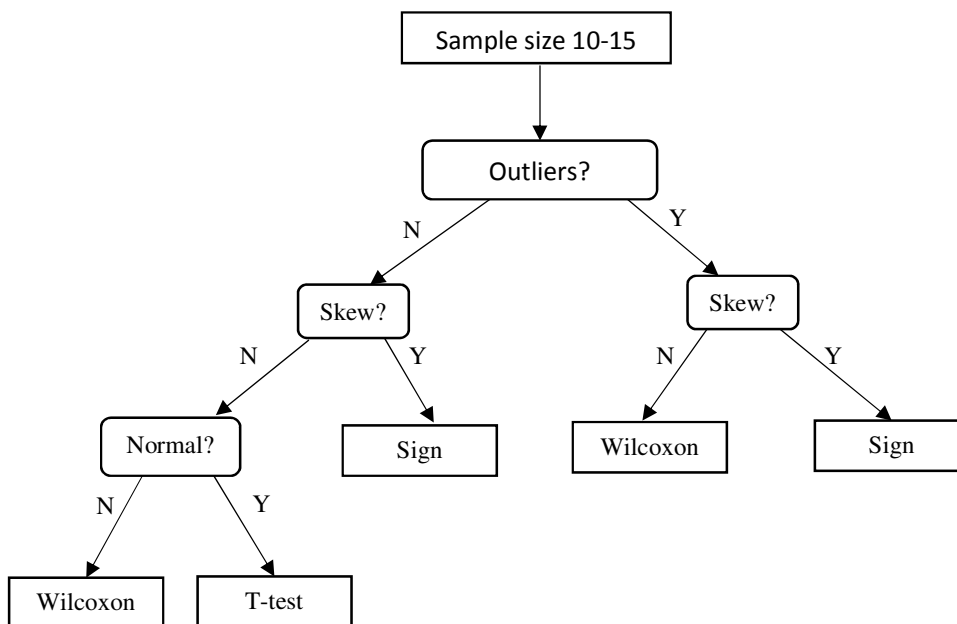 Sample size 10-15
Outliers?
N
Y
Skew?
Skew?
N
Y
N
Y
Normal?
Sign
Wilcoxon
Sign
N
Y
Wilcoxon
T-test